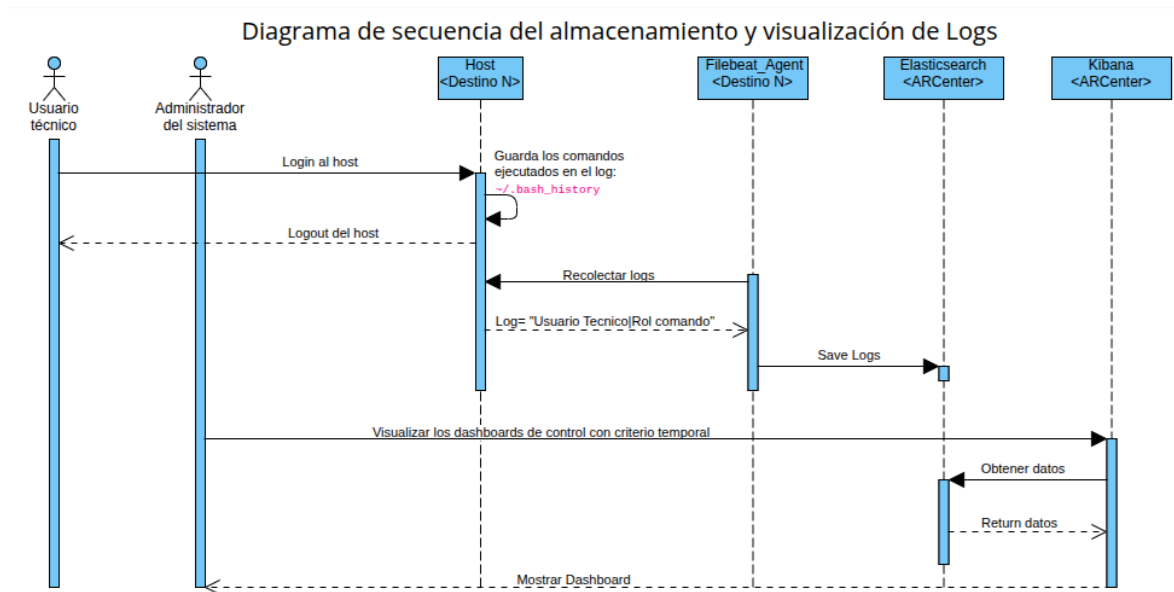 Diagrama de secuencia del almacenamiento y visualización de Logs
Usuario
técnico
Administrador
del sistema
Host
<Destino N>
Filebeat_Agent
<Destino N>
Elasticsearch
<ARCenter>
Kibana
<ARCenter>
Login al host
Guarda los comandos
ejecutados en el log:
~/.bash_history
Logout del host
Recolectar logs
Log= "Usuario Tecnico|Rol comando"
Save Logs
Visualizar los dashboards de control con criterio temporal
Obtener datos
Return datos
Mostrar Dashboard